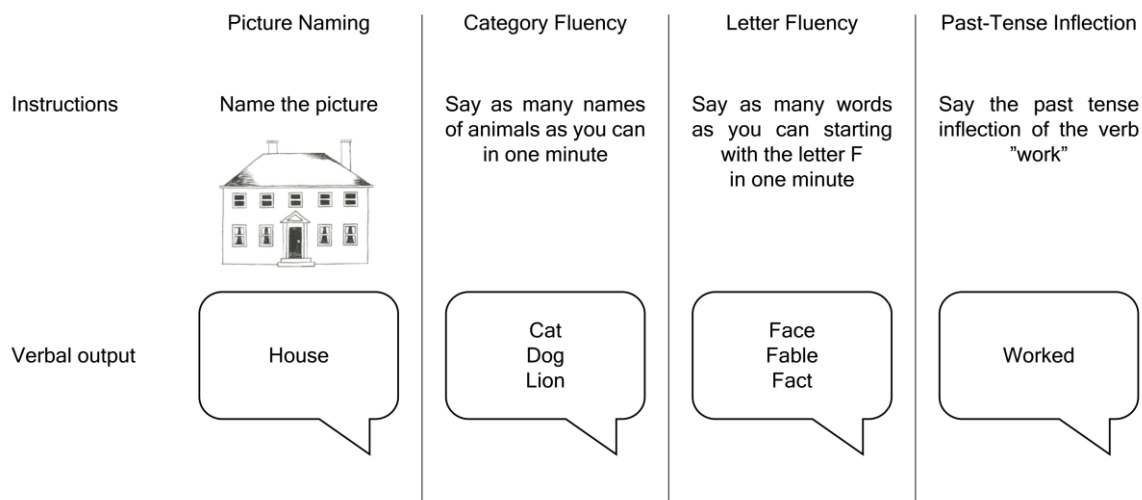 Picture Naming
Category Fluency
Letter Fluency
Past-Tense Inflection
Instructions
Name the picture
Say as many names
of animals as you can
in one minute
Say as many words
as you can starting
with the letter F
in one minute
Say the past tense
inflection of the verb
”work”
Verbal output
House
Cat
Dog
Lion
Face
Fable
Fact
Worked